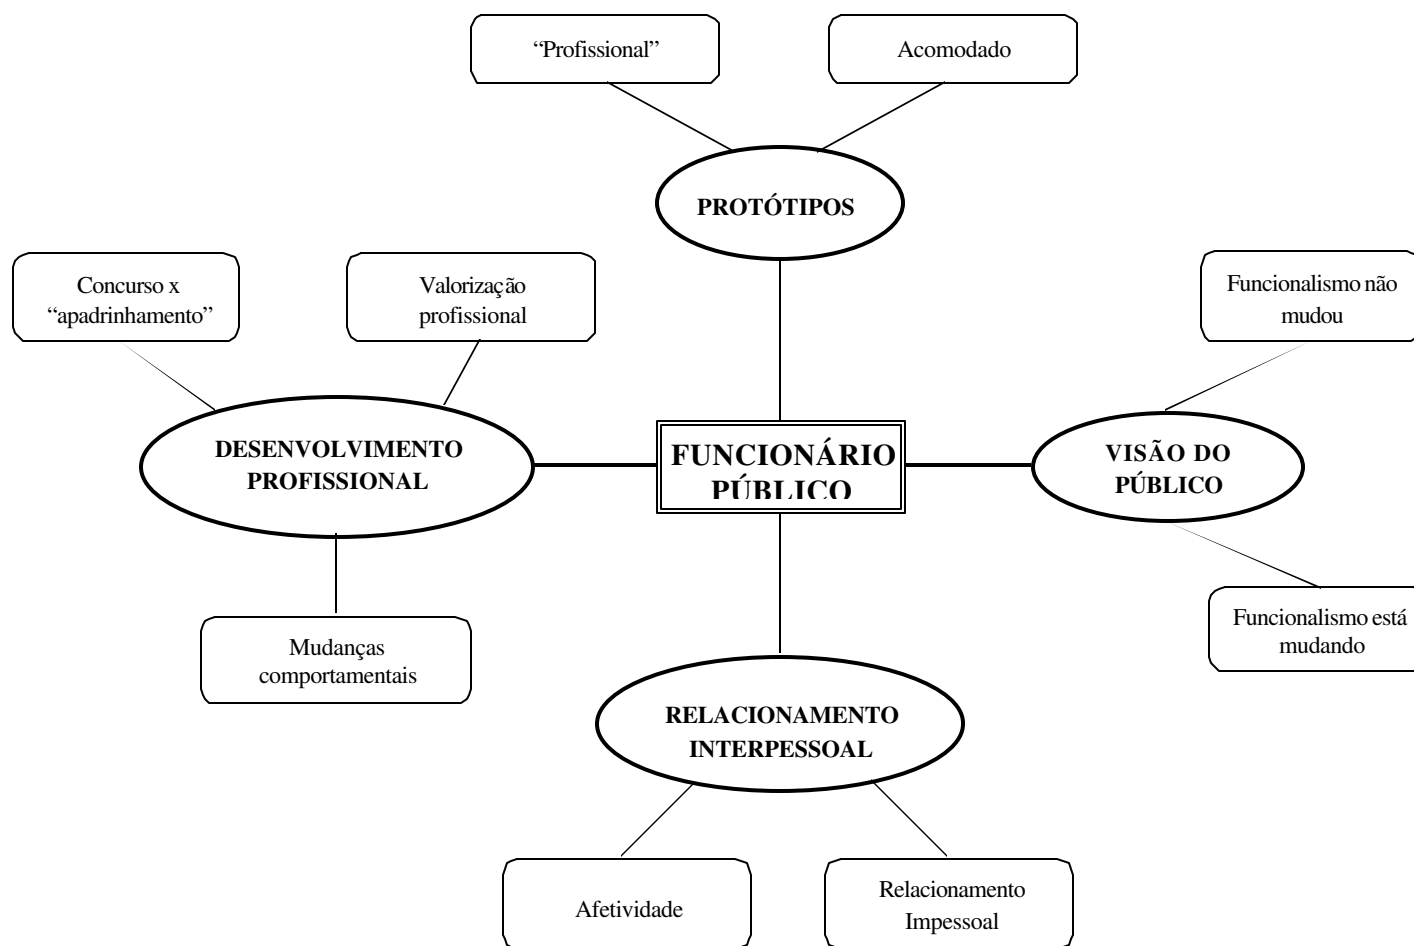 “Profissional”
Acomodado
PROTÓTIPOS
Concurso x
“apadrinhamento”
Valorização
profissional
Funcionalismo não
mudou
DESENVOLVIMENTO
PROFISSIONAL
FUNCIONÁRIO
PÚBLICO
VISÃO DO
PÚBLICO
Mudanças
comportamentais
Funcionalismo está
mudando
RELACIONAMENTO
INTERPESSOAL
Afetividade
Relacionamento
Impessoal